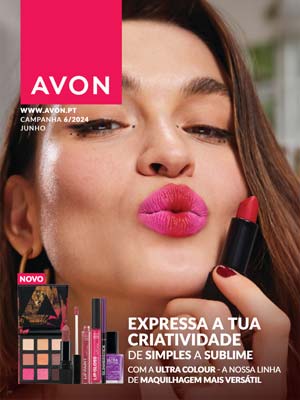 AVON
WWW.AVON.PT
CAMPANHA 6/2024
JUNHO
NOVO
EXPRESSA A TUA
CRIATIVIDADE
DE SIMPLES A SUBLIME
COM A ULTRA COLOUR - A NOSSA LINHA
DE MAQUILHAGEM MAIS VERSÁTIL